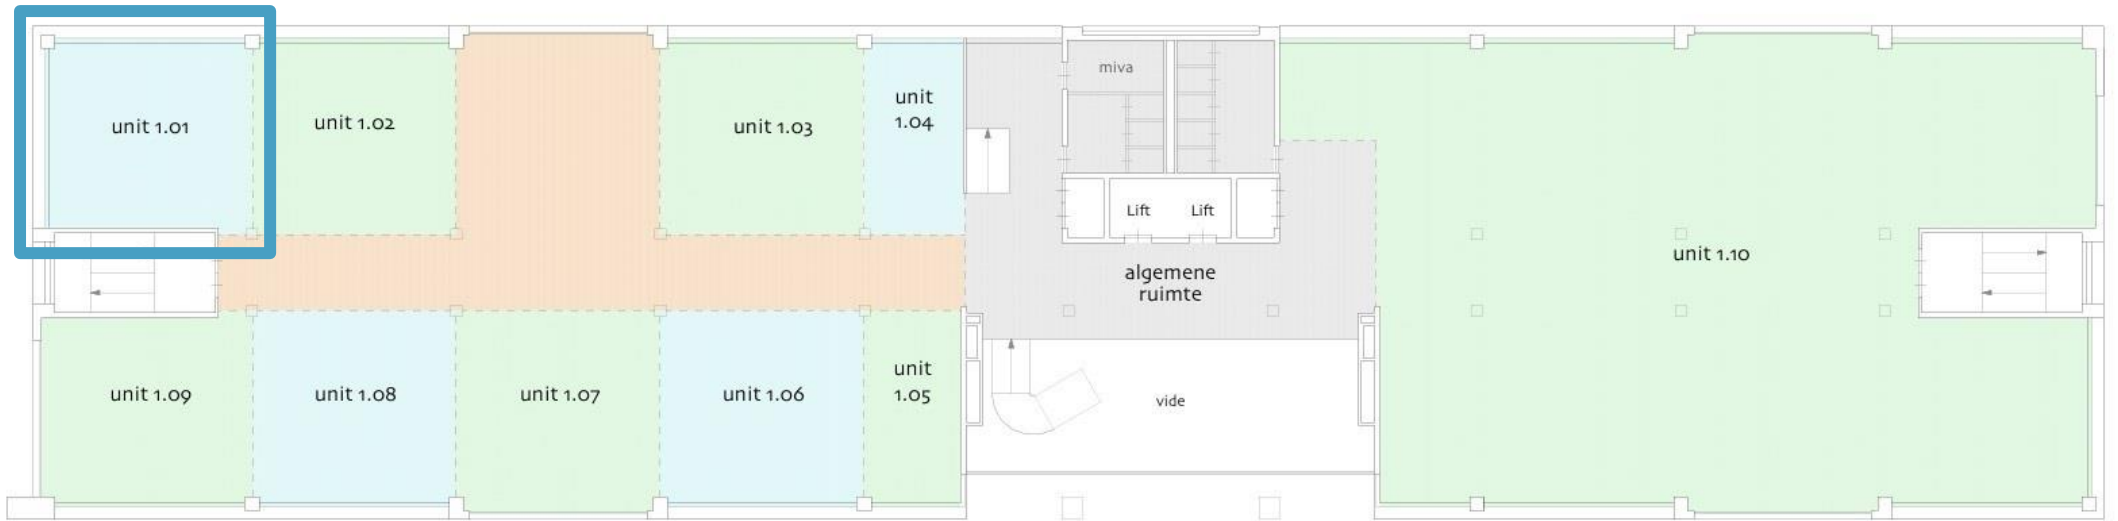 unit 1.01
unit 1.02
unit 1.03
unit
1.04
miva
Lift
Lift
algemene
ruimte
unit 1.10
unit 1.09
unit 1.08
unit 1.07
unit 1.06
unit
1.05
vide